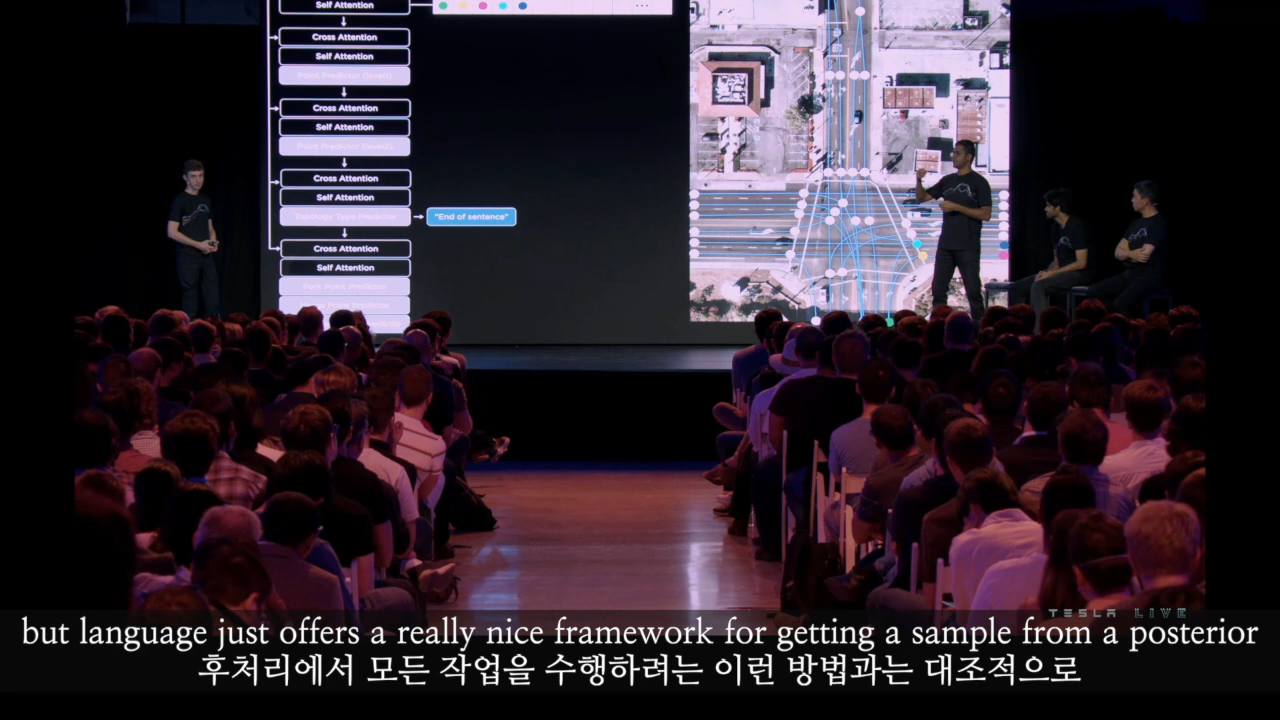 Self Attention
Cross Attention
Self Attention
Point Predictor (level1)
Cross Attention
Self Attention
Point Predictor (level2)
Cross Attention
Self Attention
Topology Type Predictor
"End of sentence"
Cross Attention
Self Attention
Fork Point Predictor
Predictor
TESLA LIVE
but language just offers a really nice framework for getting a sample from a posterior
후처리에서 모든 작업을 수행하려는 이런 방법과는 대조적으로